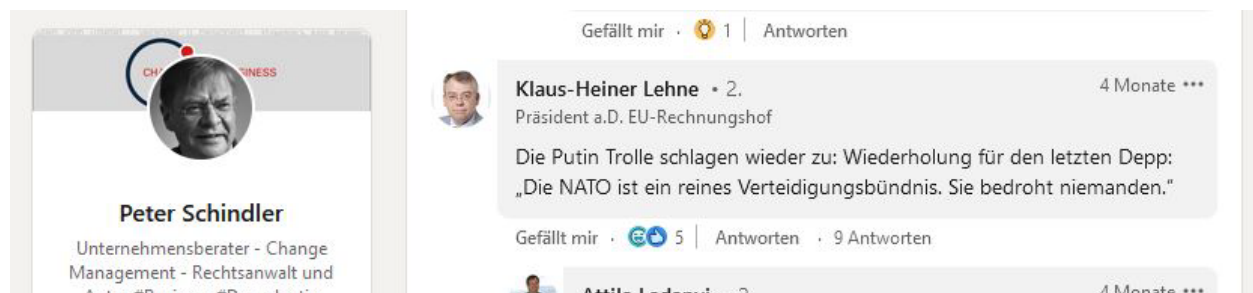 Gefällt mir · 1 | Antworten
CH
INESS
Peter Schindler
Unternehmensberater - Change
Management - Rechtsanwalt und
Klaus-Heiner Lehne • 2.
4 Monate •••
Präsident a.D. EU-Rechnungshof
Die Putin Trolle schlagen wieder zu: Wiederholung für den letzten Depp:
„Die NATO ist ein reines Verteidigungsbündnis. Sie bedroht niemanden.“
Gefällt mir · 5 | Antworten · 9 Antworten
4 Monate •••